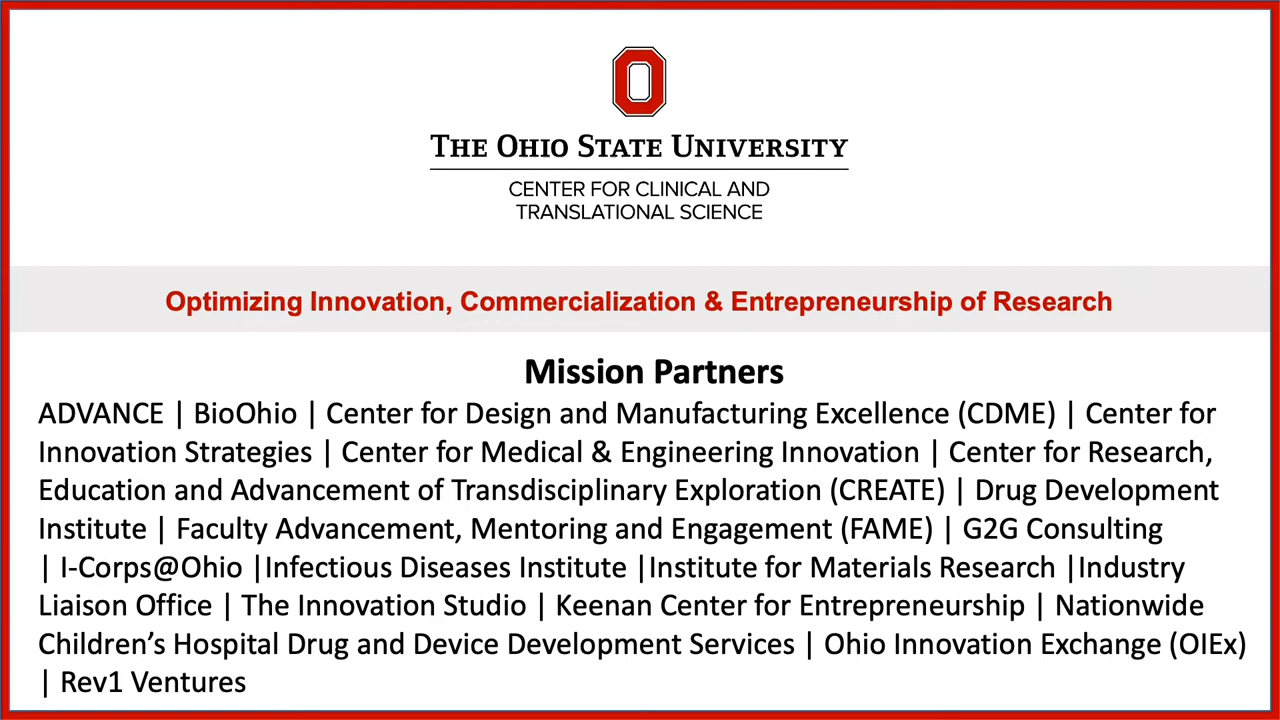 THE OHIO STATE UNIVERSITY
CENTER FOR CLINICAL AND
TRANSLATIONAL SCIENCE
Optimizing Innovation, Commercialization & Entrepreneurship of Research
Mission Partners
ADVANCE | BioOhio | Center for Design and Manufacturing Excellence (CDME) | Center for
Innovation Strategies | Center for Medical & Engineering Innovation | Center for Research,
Education and Advancement of Transdisciplinary Exploration (CREATE) | Drug Development
Institute | Faculty Advancement, Mentoring and Engagement (FAME) | G2G Consulting
| I-Corps@Ohio |Infectious Diseases Institute |Institute for Materials Research |Industry
Liaison Office | The Innovation Studio | Keenan Center for Entrepreneurship | Nationwide
Children’s Hospital Drug and Device Development Services | Ohio Innovation Exchange (OIEx)
| Rev1 Ventures